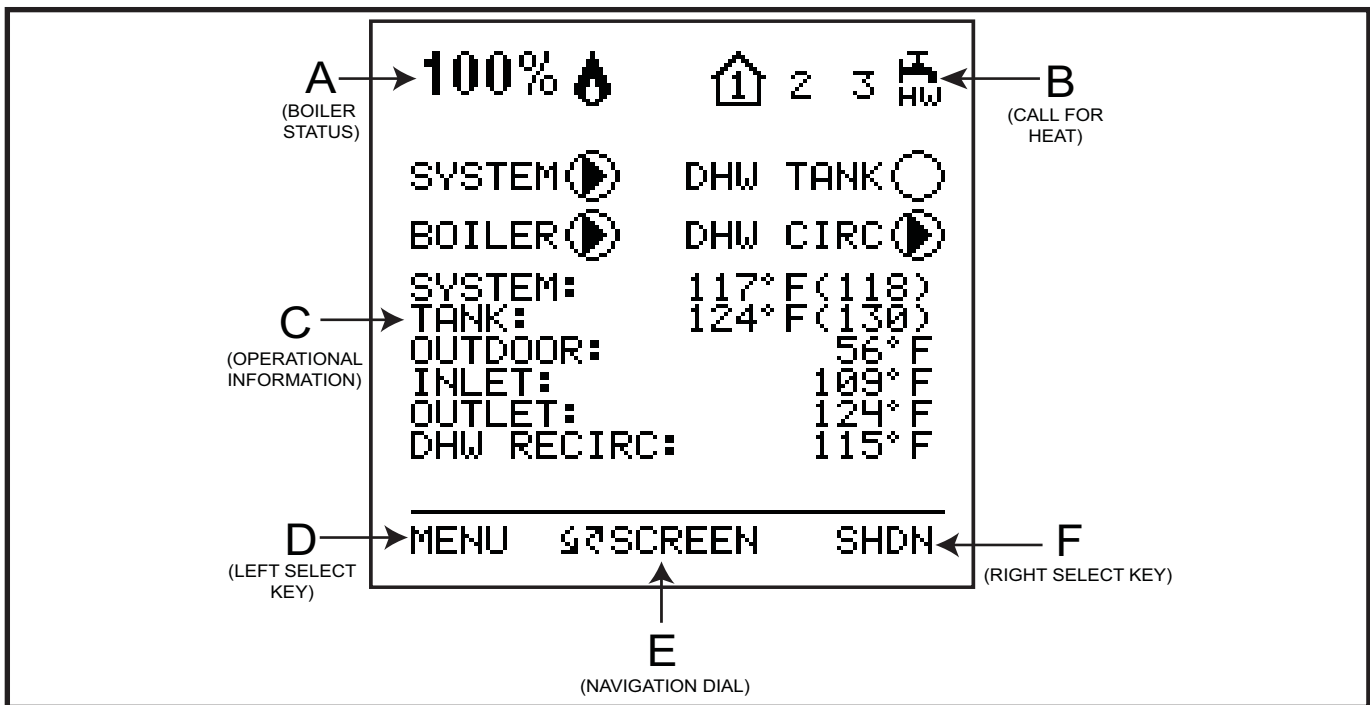 A
(BOILER
STATUS)
100%
1 2 3 HW
B
(CALL FOR
HEAT)
SYSTEM DHW TANK
BOILER DHW CIRC
C
(OPERATIONAL
INFORMATION)
SYSTEM: 117°F(118)
TANK: 124°F(130)
OUTDOOR: 56°F
INLET: 109°F
OUTLET: 124°F
DHW RECIRC: 115°F
D
(LEFT SELECT
KEY)
MENU SCREEN SHDN
F
(RIGHT SELECT KEY)
E
(NAVIGATION DIAL)